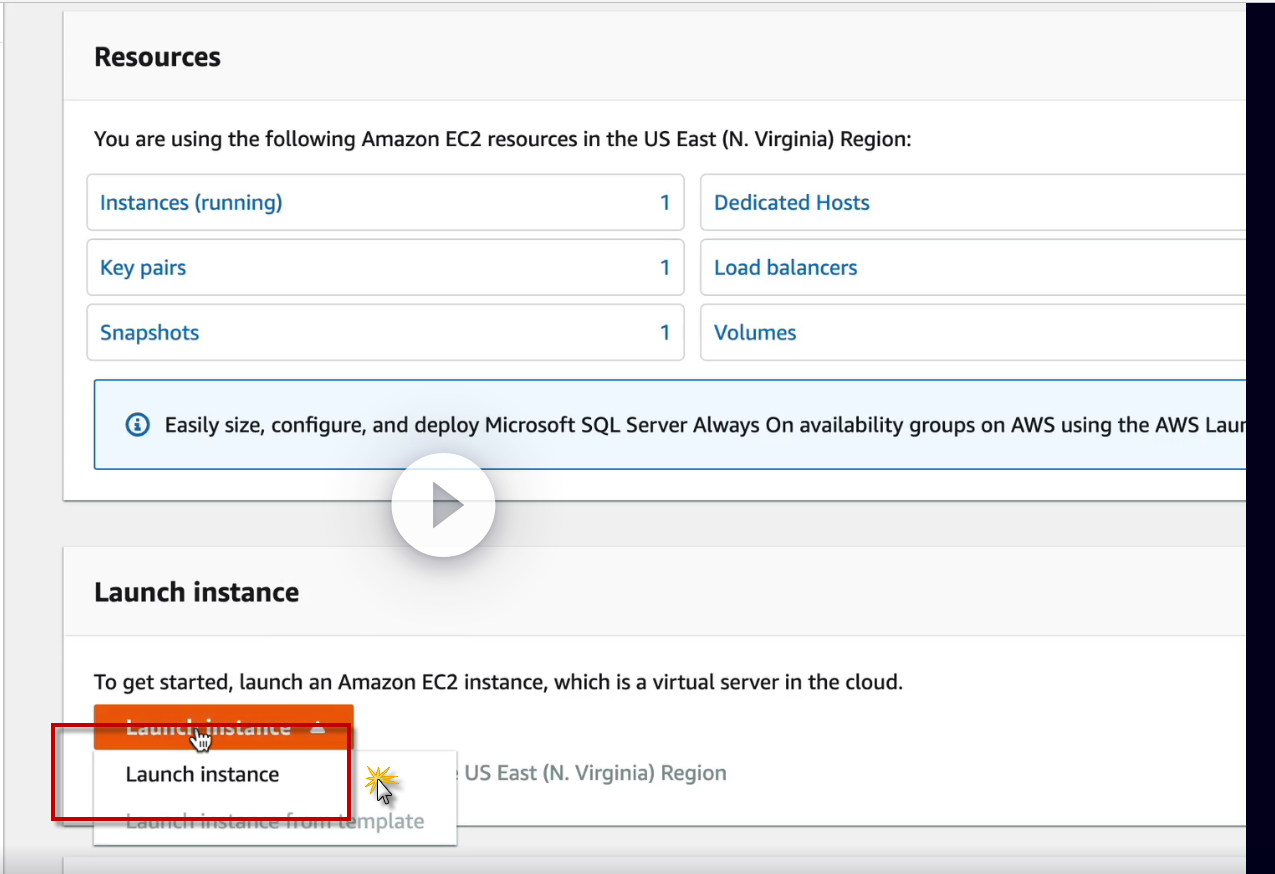 Resources
You are using the following Amazon EC2 resources in the US East (N. Virginia) Region:
Instances (running) 1 Dedicated Hosts
Key pairs 1 Load balancers
Snapshots 1 Volumes
Easily size, configure, and deploy Microsoft SQL Server Always On availability groups on AWS using the AWS Laun
Launch instance
To get started, launch an Amazon EC2 instance, which is a virtual server in the cloud.
Launch instance
Launch instance US East (N. Virginia) Region
Launch instance from template